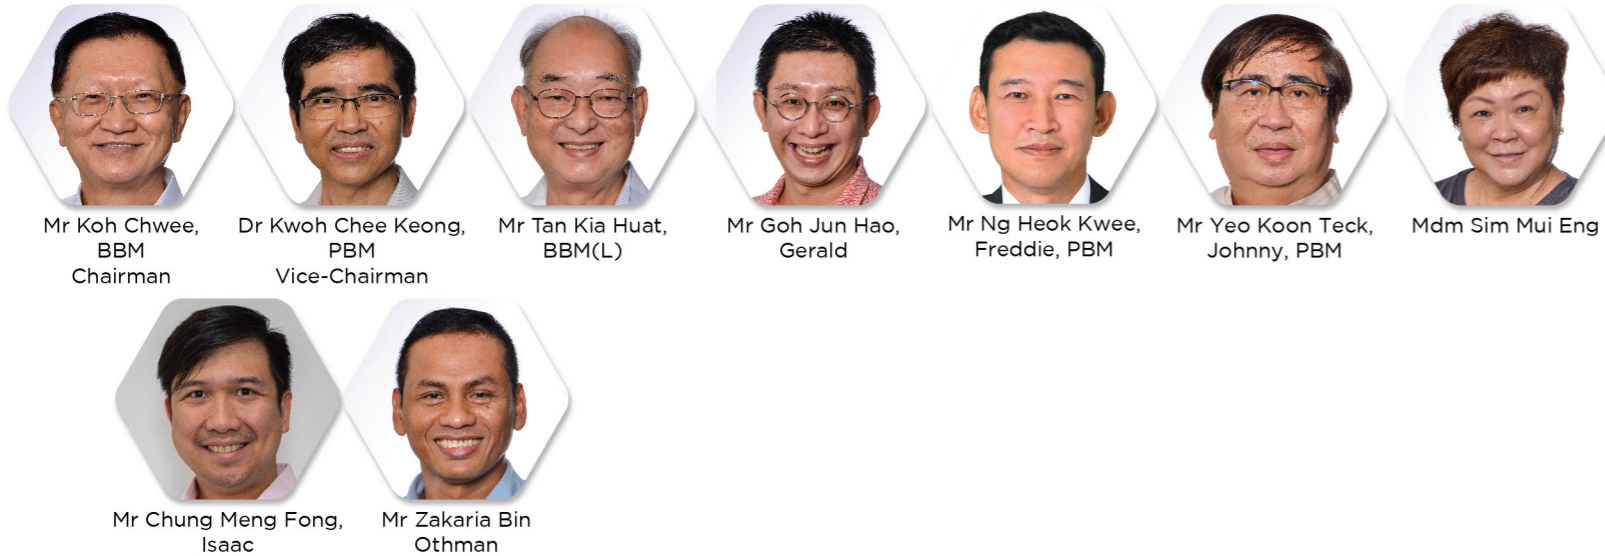 Mr Koh Chwee,
BBM
Chairman
Dr Kwoh Chee Keong,
PBM
Vice-Chairman
Mr Tan Kia Huat,
BBM(L)
Mr Goh Jun Hao,
Gerald
Mr Ng Heok Kwee,
Freddie, PBM
Mr Yeo Koon Teck,
Johnny, PBM
Mdm Sim Mui Eng
Mr Chung Meng Fong,
Isaac
Mr Zakaria Bin
Othman